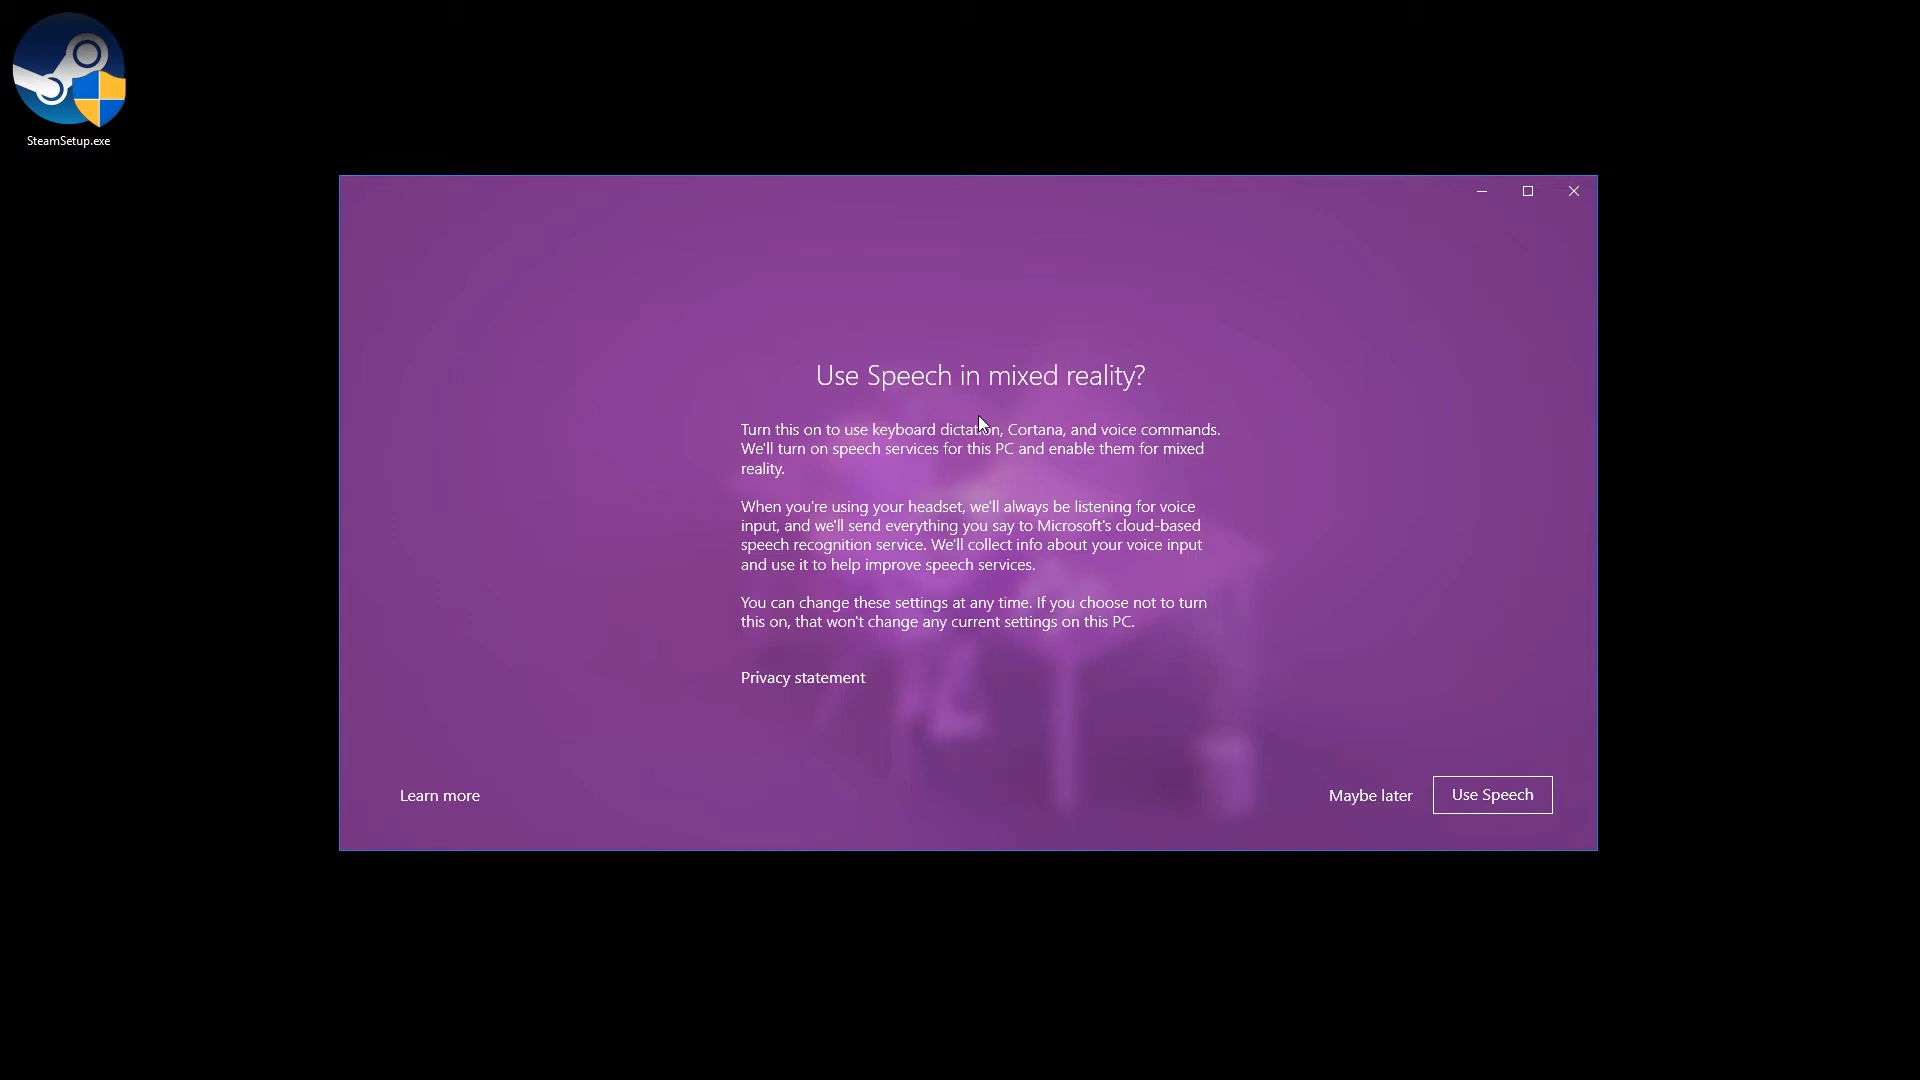 SteamSetup.exe
Use Speech in mixed reality?
Turn this on to use keyboard dictation, Cortana, and voice commands.
We'll turn on speech services for this PC and enable them for mixed
reality.
When you're using your headset, we'll always be listening for voice
input, and we'll send everything you say to Microsoft's cloud-based
speech recognition service. We'll collect info about your voice input
and use it to help improve speech services.
You can change these settings at any time. If you choose not to turn
this on, that won't change any current settings on this PC.
Privacy statement
Learn more
Maybe later
Use Speech